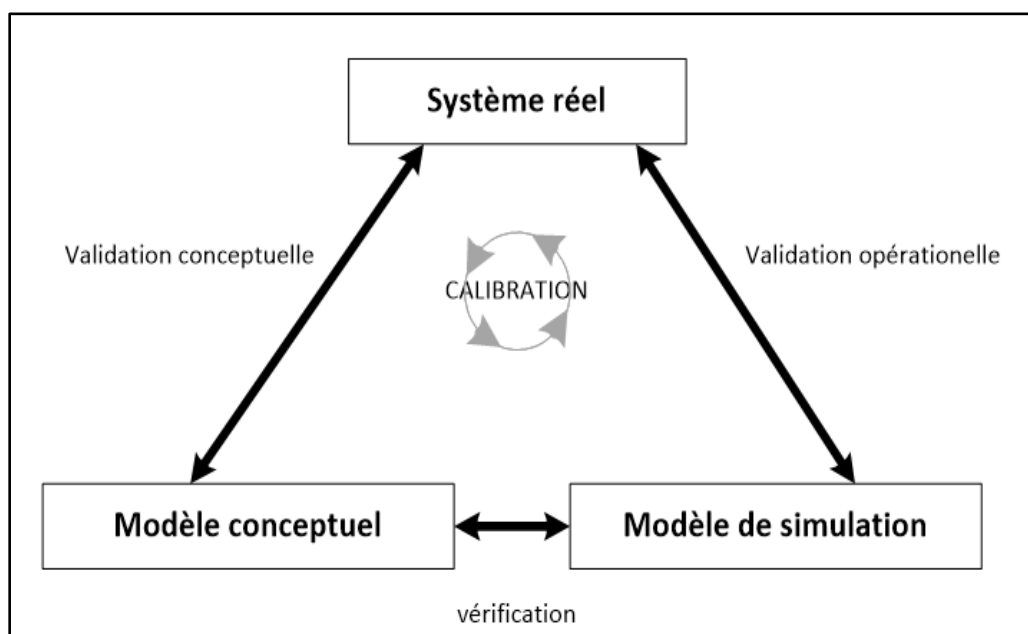 Système réel
Validation conceptuelle
Validation opérationelle
CALIBRATION
Modèle conceptuel
Modèle de simulation
vérification